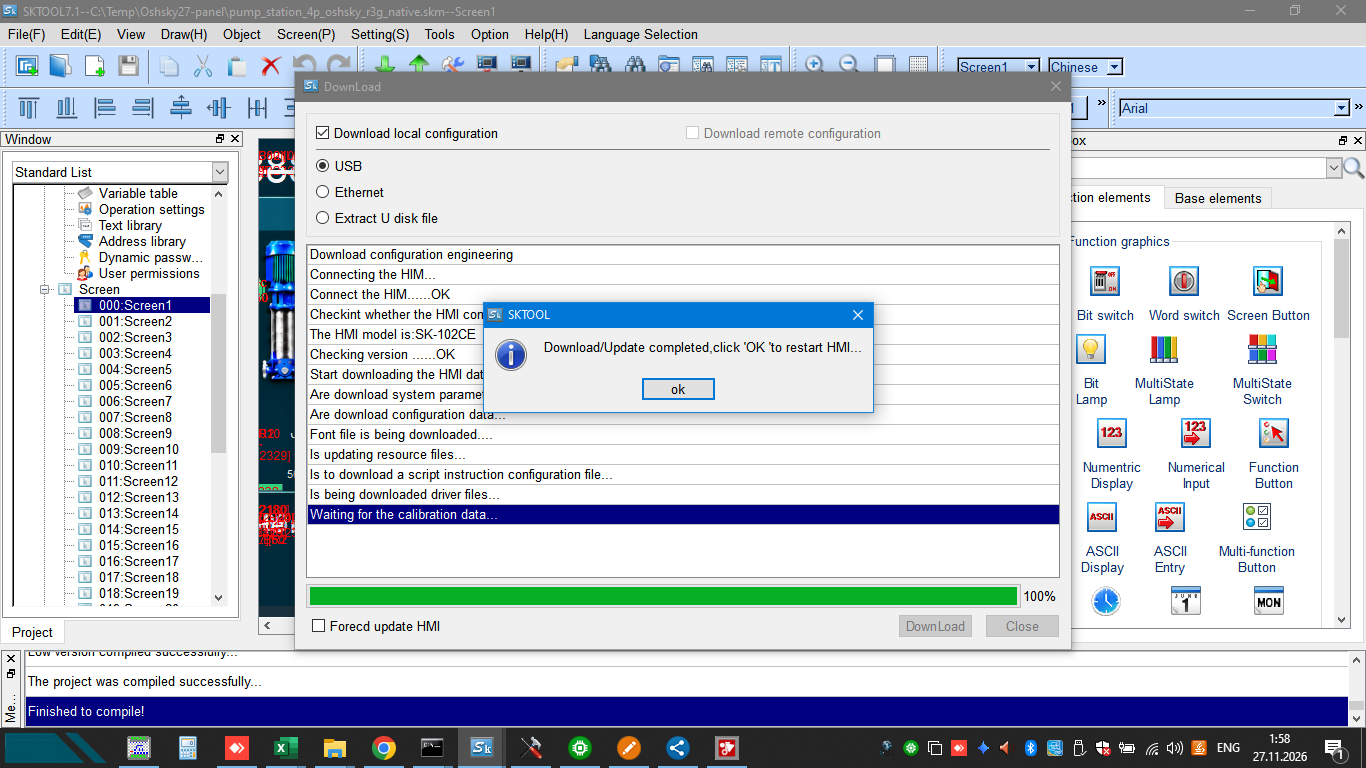 SKTOOL7.1--C:\Temp\Oshsky27-panel\pump_station_4p_oshsky_r3g_native.skm--Screen1
File(F) Edit(E) View Draw(H) Object Screen(P) Setting(S) Tools Option Help(H) Language Selection
Screen1 Chinese
Arial
Window
Standard List
Variable table
Operation settings
Text library
Address library
Dynamic passw...
User permissions
Screen
000:Screen1
001:Screen2
002:Screen3
003:Screen4
004:Screen5
005:Screen6
006:Screen7
007:Screen8
008:Screen9
009:Screen10
010:Screen11
011:Screen12
012:Screen13
013:Screen14
014:Screen15
015:Screen16
016:Screen17
017:Screen18
018:Screen19
Project
DownLoad
Download local configuration
Download remote configuration
USB
Ethernet
Extract U disk file
Download configuration engineering
Connecting the HIM...
Connect the HIM......OK
Checkint whether the HMI con
The HMI model is:SK-102CE
Checking version ......OK
Start downloading the HMI dat
Are download system paramet
Are download configuration data...
Font file is being downloaded....
Is updating resource files...
Is to download a script instruction configuration file...
Is being downloaded driver files...
Waiting for the calibration data...
100%
Forecd update HMI
DownLoad
Close
SKTOOL
Download/Update completed,click 'OK 'to restart HMI...
ok
ox
ction elements
Base elements
Function graphics
Bit switch
Word switch
Screen Button
Bit Lamp
MultiState Lamp
MultiState Switch
Numentric Display
Numerical Input
Function Button
ASCII Display
ASCII Entry
Multi-function Button
Low version compiled successfully...
The project was compiled successfully...
Finished to compile!
Me...
ENG
1:58
27.11.2026
1